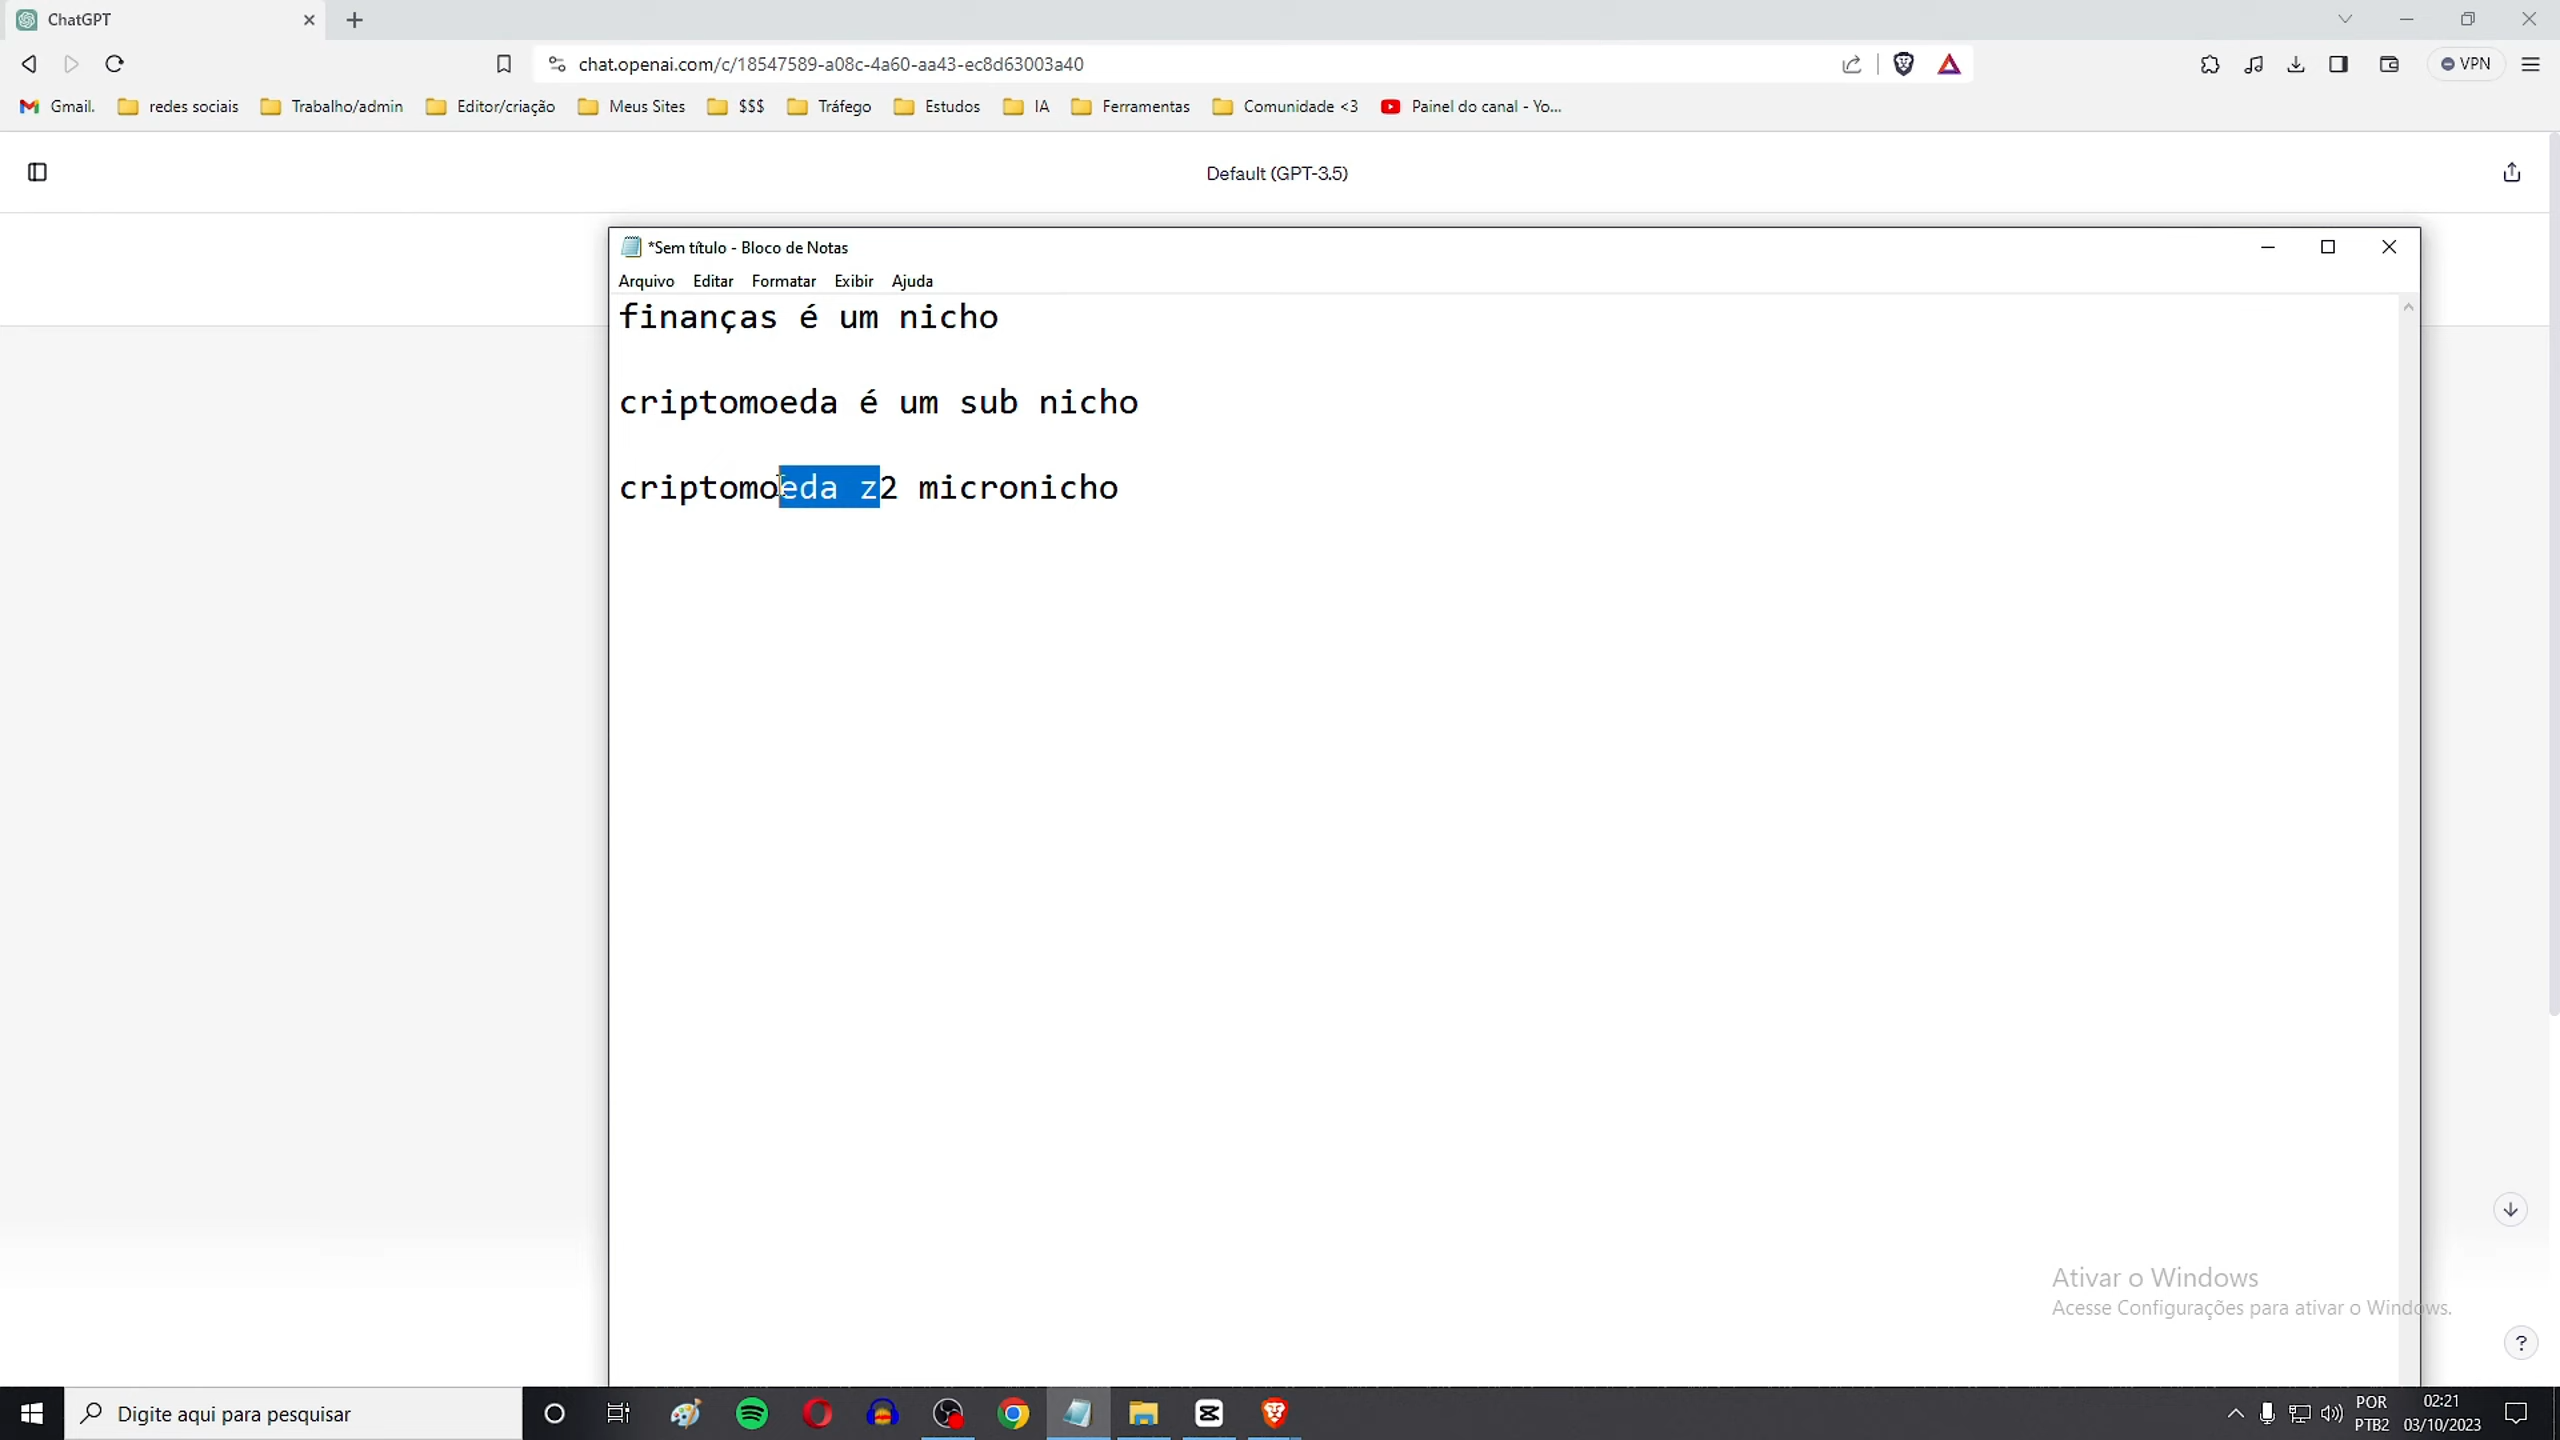 ChatGPT
chat.openai.com/c/18547589-a08c-4a60-aa43-ec8d63003a40
VPN
Gmail. redes sociais Trabalho/admin Editor/criação Meus Sites $$$ Tráfego Estudos IA Ferramentas Comunidade <3 Painel do canal - Yo...
Default (GPT-3.5)
*Sem título - Bloco de Notas
Arquivo Editar Formatar Exibir Ajuda
finanças é um nicho
criptomoeda é um sub nicho
criptomoeda z2 micronicho
Ativar o Windows
Acesse Configurações para ativar o Windows.
?
Digite aqui para pesquisar
POR 02:21
PTB2 03/10/2023